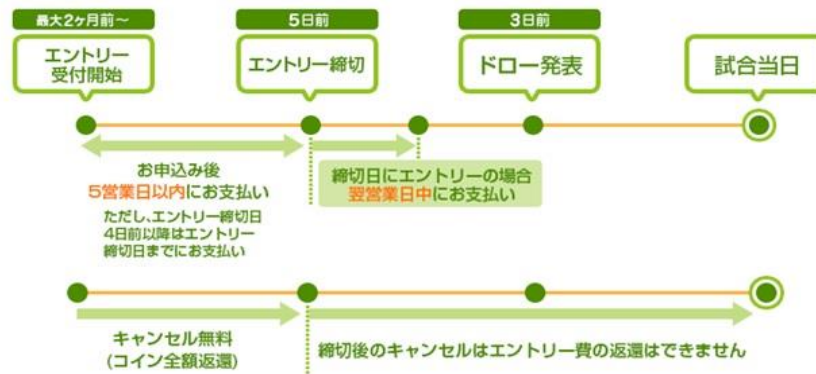 最大2ヶ月前～
5日前
3日前
エントリー
受付開始
エントリー締切
ドロー発表
試合当日
お申込み後
5営業日以内にお支払い
ただし、エントリー締切日
4日前以降はエントリー
締切日までにお支払い
締切日にエントリーの場合
翌営業日中にお支払い
キャンセル無料
(コイン全額返還)
締切後のキャンセルはエントリー費の返還はできません